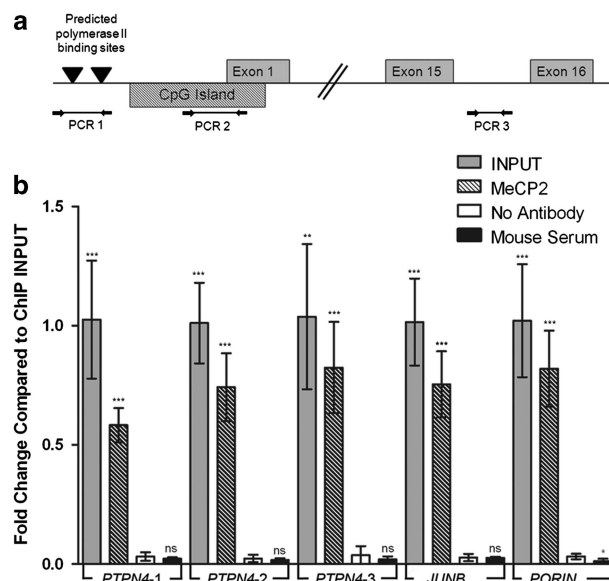 a
Predicted
polymerase II
binding sites
Exon 1
Exon 15
Exon 16
CpG Island
PCR 1
PCR 2
PCR 3
b
INPUT
MeCP2
No Antibody
Mouse Serum
Fold Change Compared to ChIP INPUT
1.5
1.0
0.5
0.0
*** *** ns
*** *** ns
** *** ns
*** *** ns
*** *** *
PTPN4-1
PTPN4-2
PTPN4-3
JUNB
PORIN